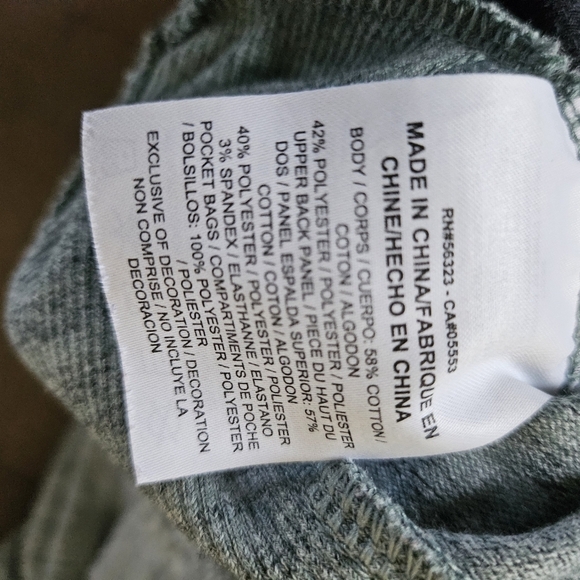 RN#56323 - CA#05553
MADE IN CHINA/FABRIQUE EN
CHINE/HECHO EN CHINA
BODY / CORPS / CUERPO: 58% COTTON/
COTON / ALGODON
42% POLYESTER / POLYESTER / POLIESTER
UPPER BACK PANEL / PIECE DU HAUT DU
DOS / PANEL ESPALDA SUPERIOR: 57%
COTTON / COTON / ALGODON
40% POLYESTER / POLYESTER / POLIESTER
3% SPANDEX / ELASTHANNE / ELASTANO
POCKET BAGS / COMPARTIMENTS DE POCHE
/ BOLSILLOS: 100% POLYESTER / POLYESTER
/ POLIESTER
EXCLUSIVE OF DECORATION / DECORATION
NON COMPRISE / NO INCLUYE LA
DECORACION